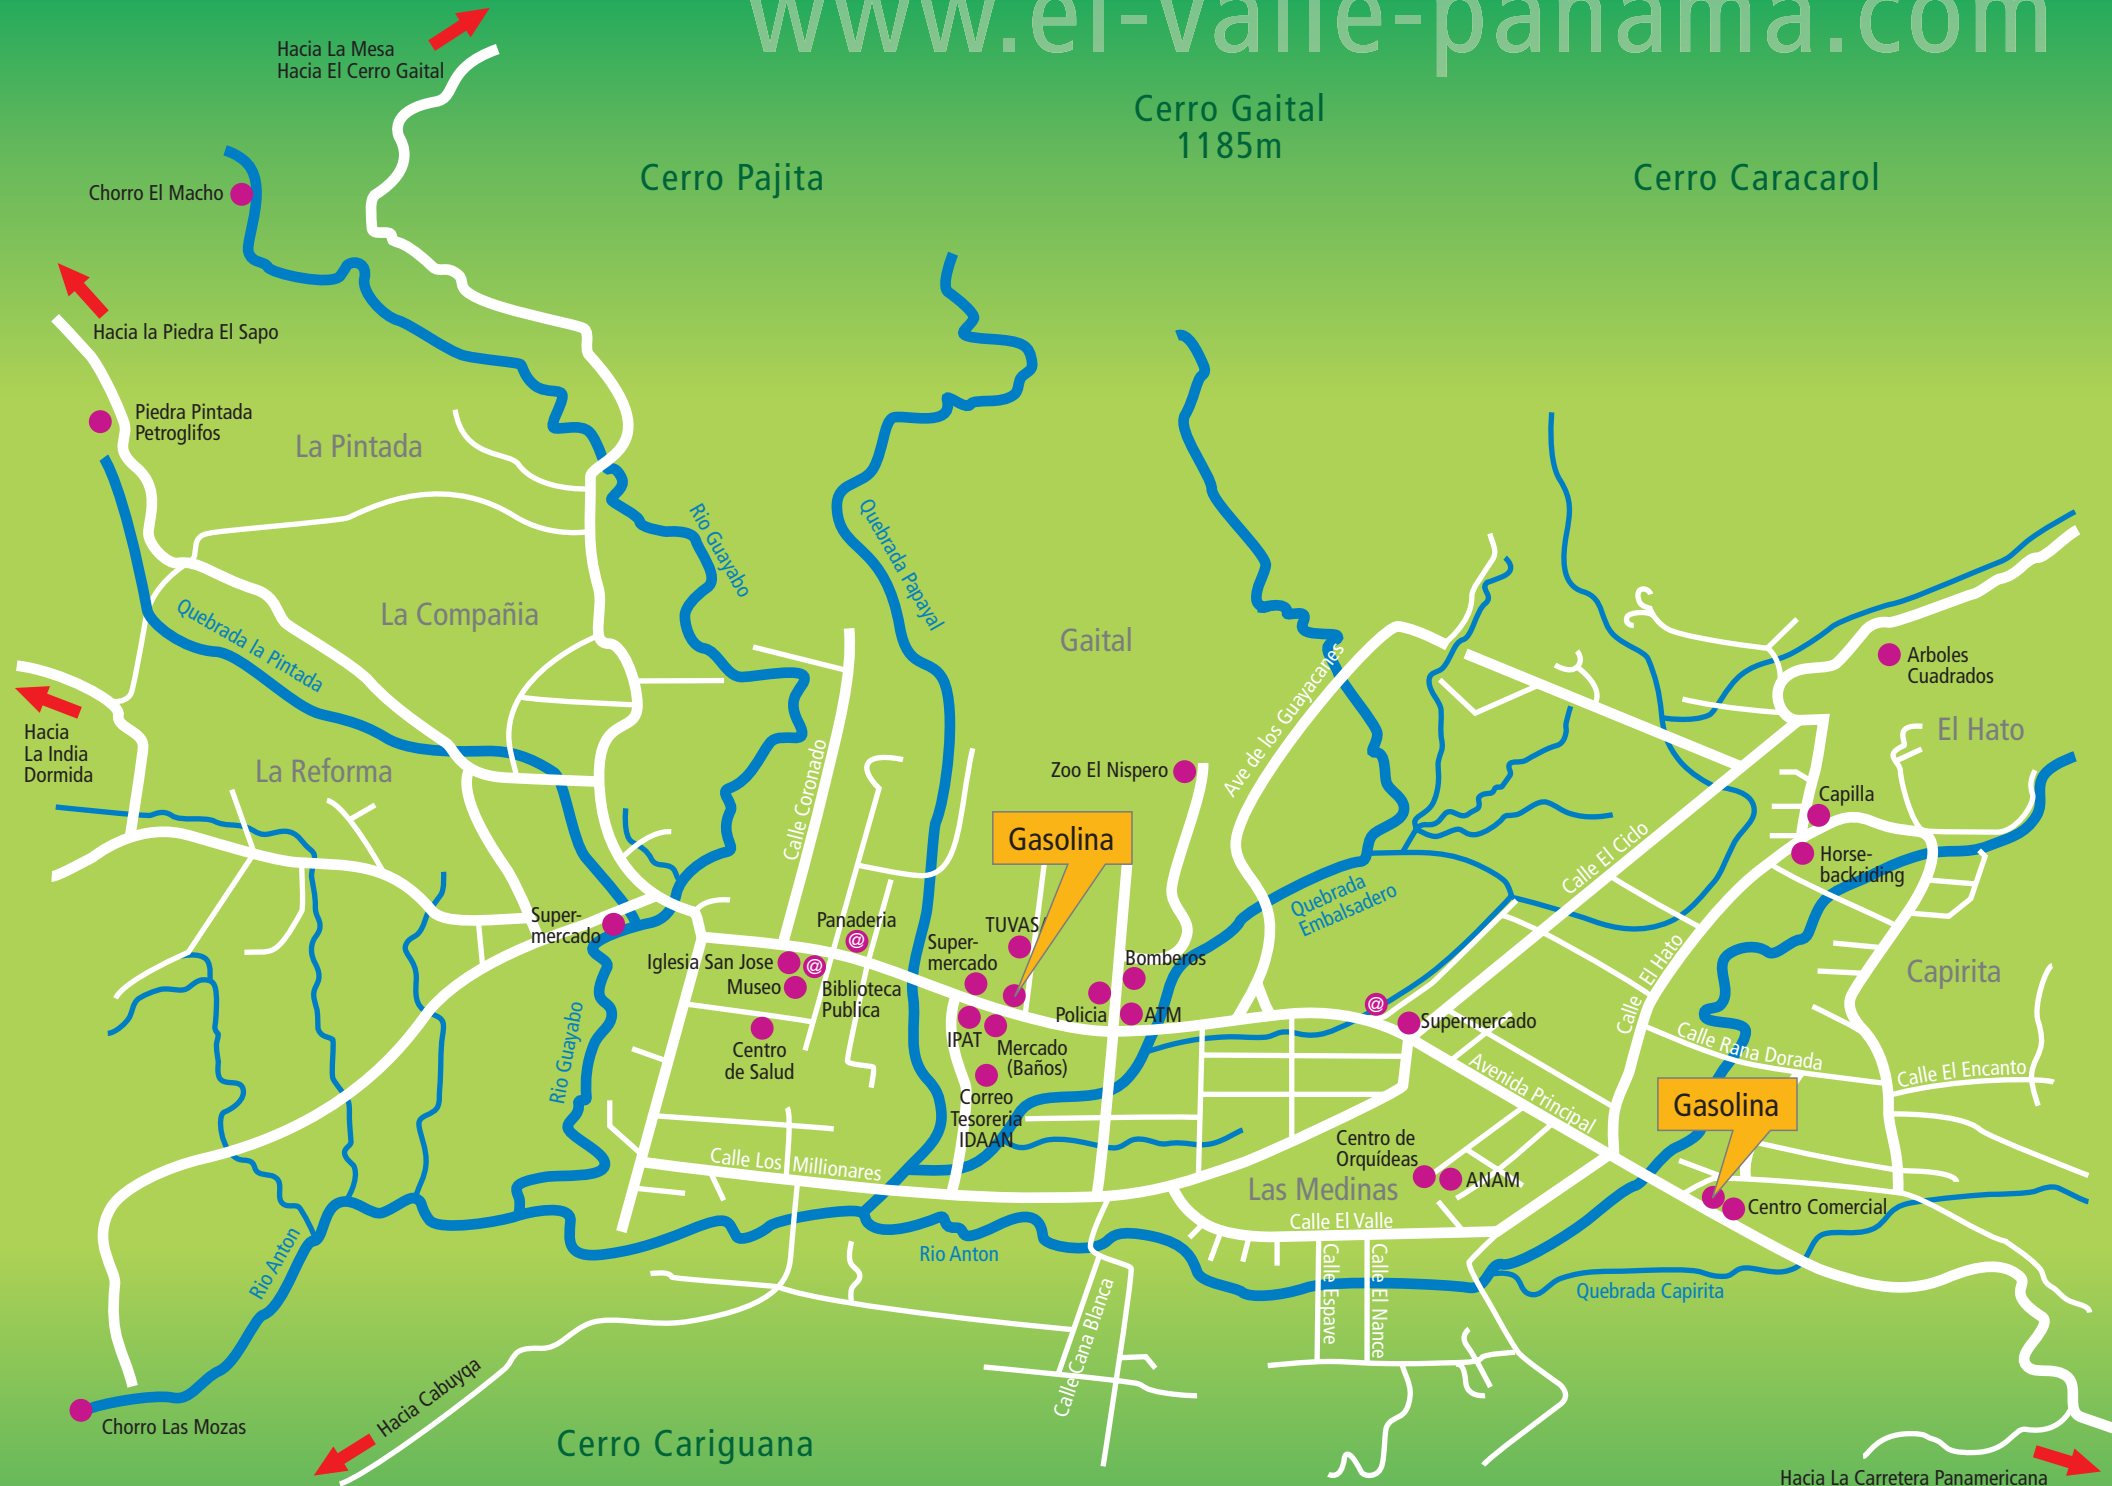 www.el-valle-panama.com
Hacia La Mesa
Hacia El Cerro Gaital
Cerro Gaital
1185m
Cerro Pajita
Cerro Caracarol
Chorro El Macho
Hacia la Piedra El Sapo
Piedra Pintada
Petroglifos
La Pintada
Rio Guayabo
Quebrada Papayal
Quebrada la Pintada
La Compañia
Gaital
Ave de los Guayacanes
Arboles
Cuadrados
El Hato
Hacia
La India
Dormida
La Reforma
Calle Coronado
Zoo El Nispero
Gasolina
Capilla
Horse-
backriding
Calle El Ciclo
Quebrada
Embalsadero
Super-
mercado
Panaderia
@
TUVAS
Super-
mercado
Iglesia San Jose
@
Museo
Biblioteca
Publica
Bomberos
Policia
ATM
@
Supermercado
Calle El Hato
Capirita
IPAT
Mercado
(Baños)
Centro
de Salud
Correo
Tesoreria
IDAAN
Rio Guayabo
Calle Rana Dorada
Calle El Encanto
Avenida Principal
Gasolina
Centro de
Orquídeas
ANAM
Calle Los Millionares
Las Medinas
Calle El Valle
Centro Comercial
Rio Anton
Rio Anton
Calle Espave
Calle El Nance
Quebrada Capirita
Calle Cana Blanca
Hacia Cabuyqa
Chorro Las Mozas
Cerro Cariguana
Hacia La Carretera Panamericana